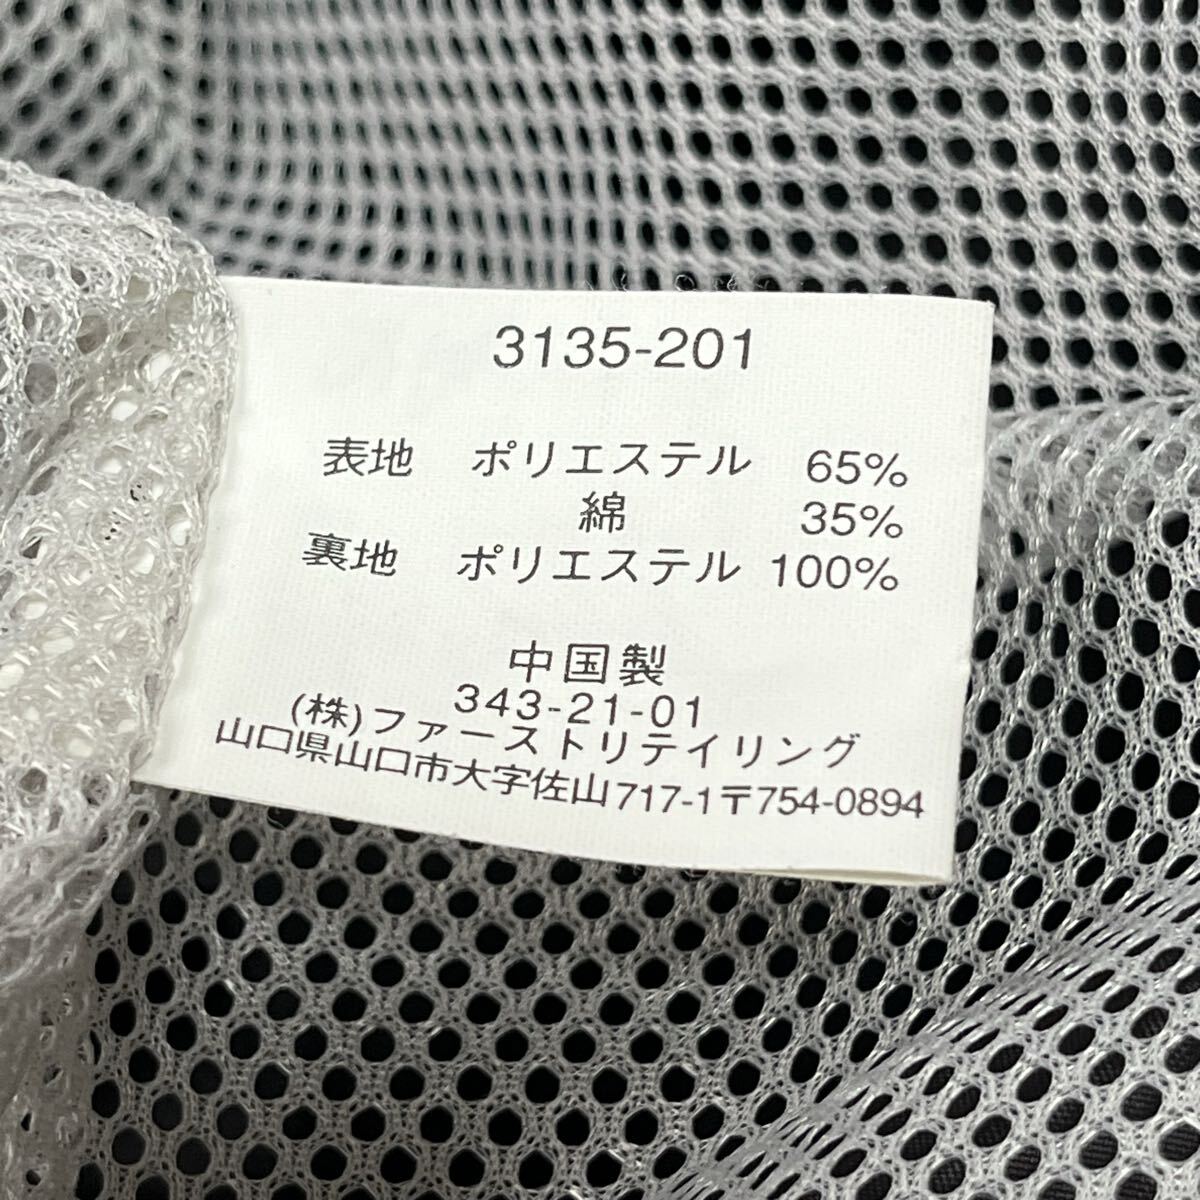 3135-201
表地 ポリエステル 65%
綿 35%
裏地 ポリエステル 100%
中国製
343-21-01
(株)ファーストリテイリング
山口県山口市大字佐山717-1〒754-0894